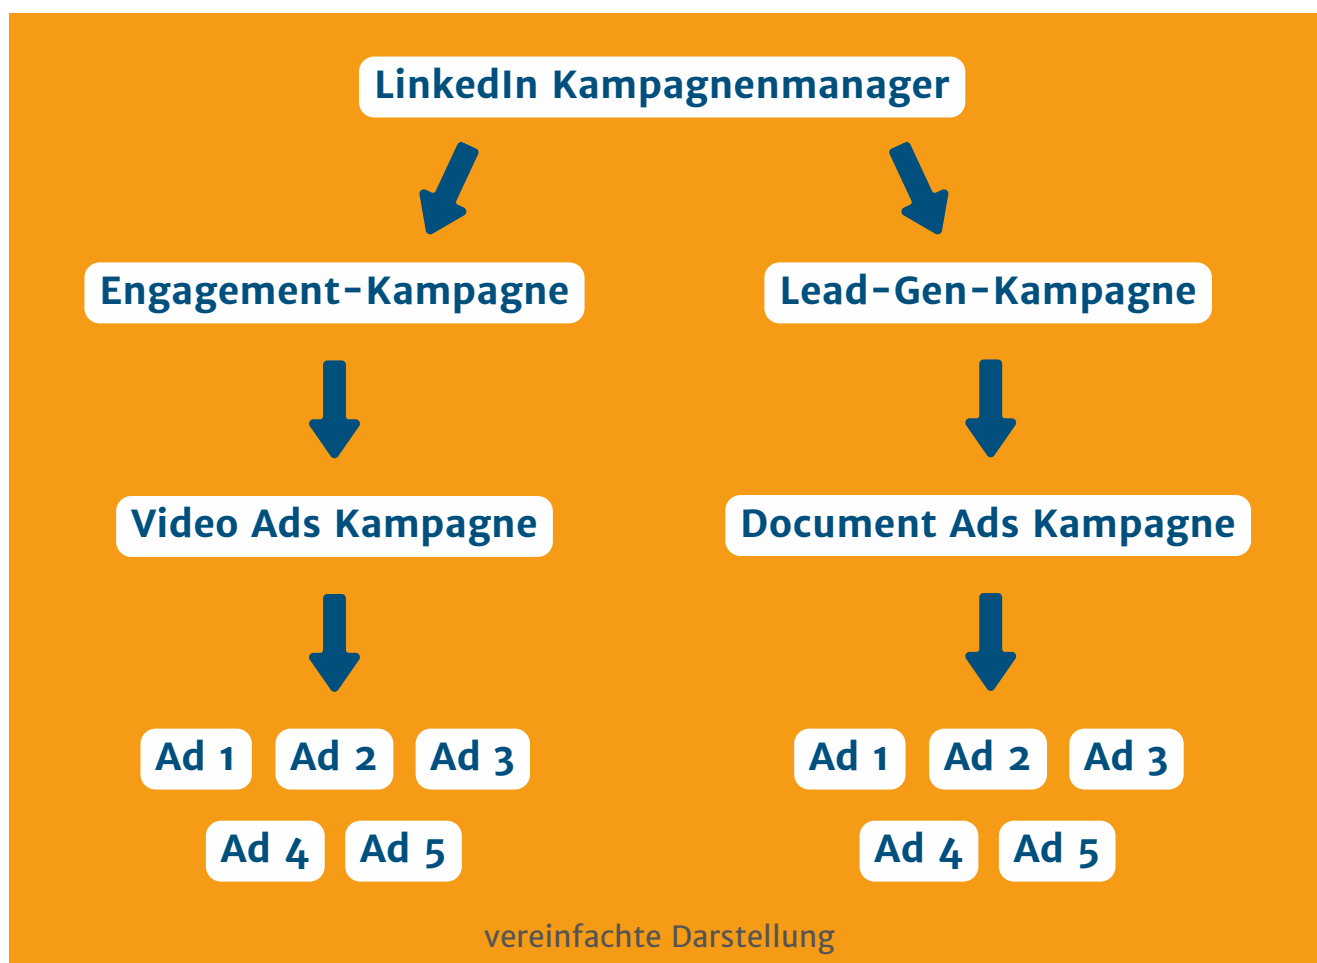 LinkedIn Kampagnenmanager
Engagement-Kampagne
Lead-Gen-Kampagne
Video Ads Kampagne
Document Ads Kampagne
Ad 1 Ad 2 Ad 3
Ad 4 Ad 5
Ad 1 Ad 2 Ad 3
Ad 4 Ad 5
vereinfachte Darstellung